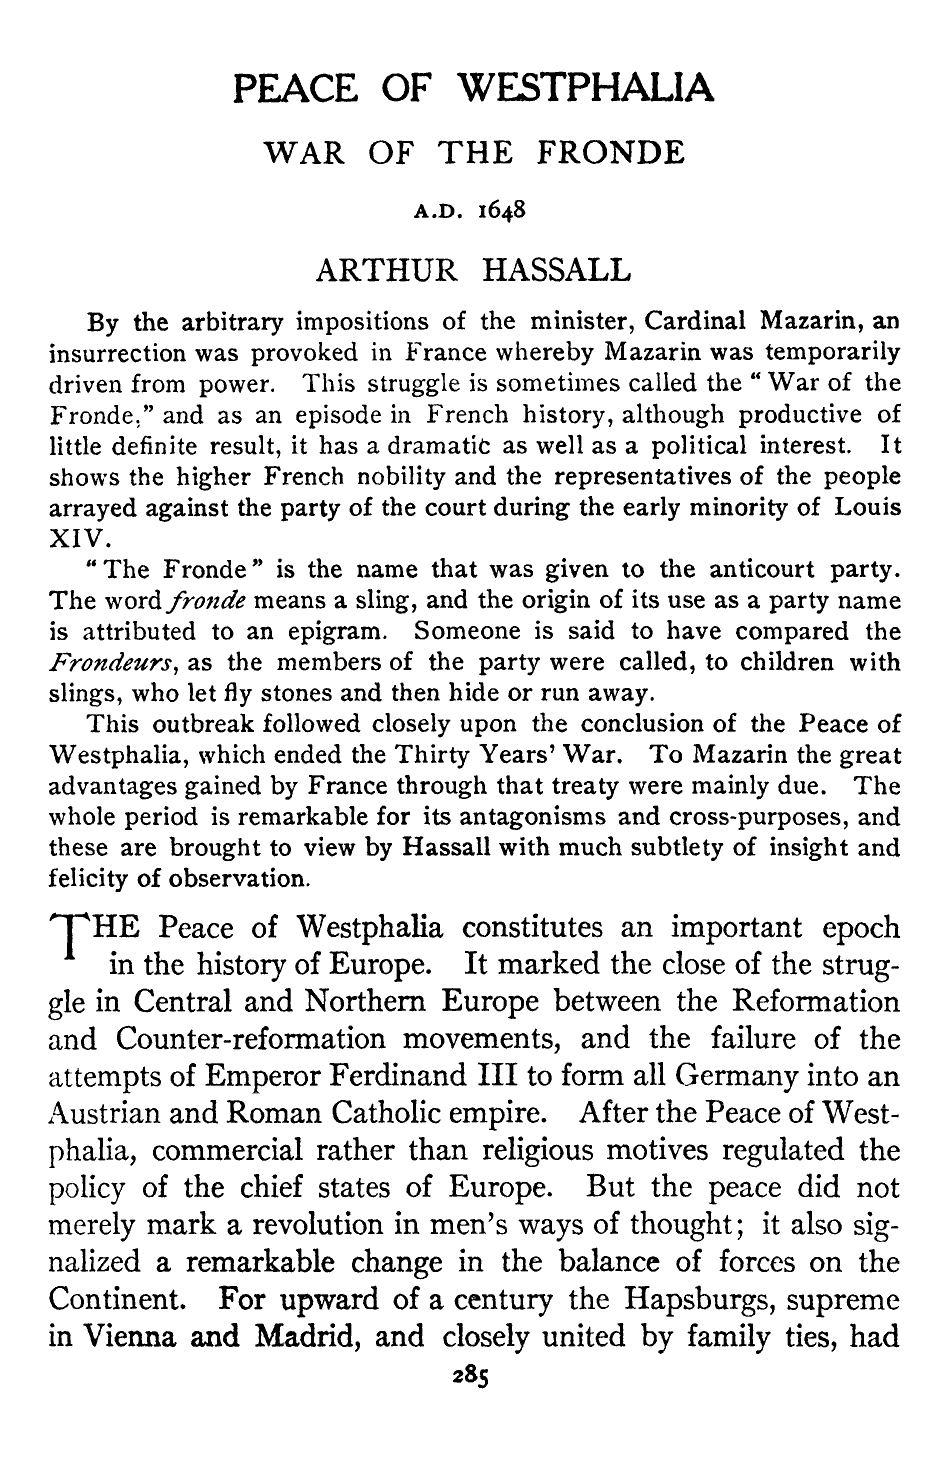 PEACE OF WESTPHALIA
WAR OF THE FRONDE
A.D. 1648
ARTHUR HASSALL
By the arbitrary impositions of the minister, Cardinal Mazarin, an
insurrection was provoked in France whereby Mazarin was temporarily
driven from power. This struggle is sometimes called the “War of the
Fronde,” and as an episode in French history, although productive of
little definite result, it has a dramatic as well as a political interest. It
shows the higher French nobility and the representatives of the people
arrayed against the party of the court during the early minority of Louis
XIV.
“The Fronde” is the name that was given to the anticourt party.
The word fronde means a sling, and the origin of its use as a party name
is attributed to an epigram. Someone is said to have compared the
Frondeurs, as the members of the party were called, to children with
slings, who let fly stones and then hide or run away.
This outbreak followed closely upon the conclusion of the Peace of
Westphalia, which ended the Thirty Years’ War. To Mazarin the great
advantages gained by France through that treaty were mainly due. The
whole period is remarkable for its antagonisms and cross-purposes, and
these are brought to view by Hassall with much subtlety of insight and
felicity of observation.
THE Peace of Westphalia constitutes an important epoch
in the history of Europe. It marked the close of the strug-
gle in Central and Northern Europe between the Reformation
and Counter-reformation movements, and the failure of the
attempts of Emperor Ferdinand III to form all Germany into an
Austrian and Roman Catholic empire. After the Peace of West-
phalia, commercial rather than religious motives regulated the
policy of the chief states of Europe. But the peace did not
merely mark a revolution in men’s ways of thought; it also sig-
nalized a remarkable change in the balance of forces on the
Continent. For upward of a century the Hapsburgs, supreme
in Vienna and Madrid, and closely united by family ties, had
285